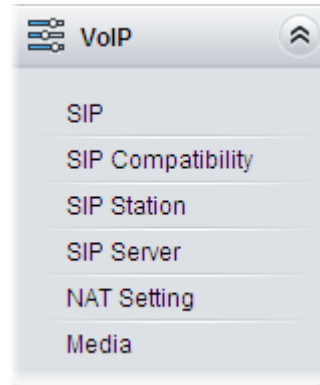 VoIP
SIP
SIP Compatibility
SIP Station
SIP Server
NAT Setting
Media